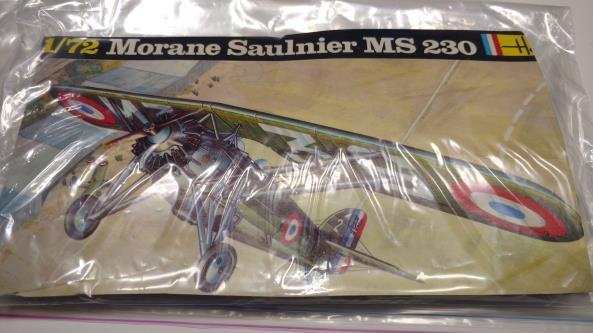 1/72 Morane Saulnier MS 230